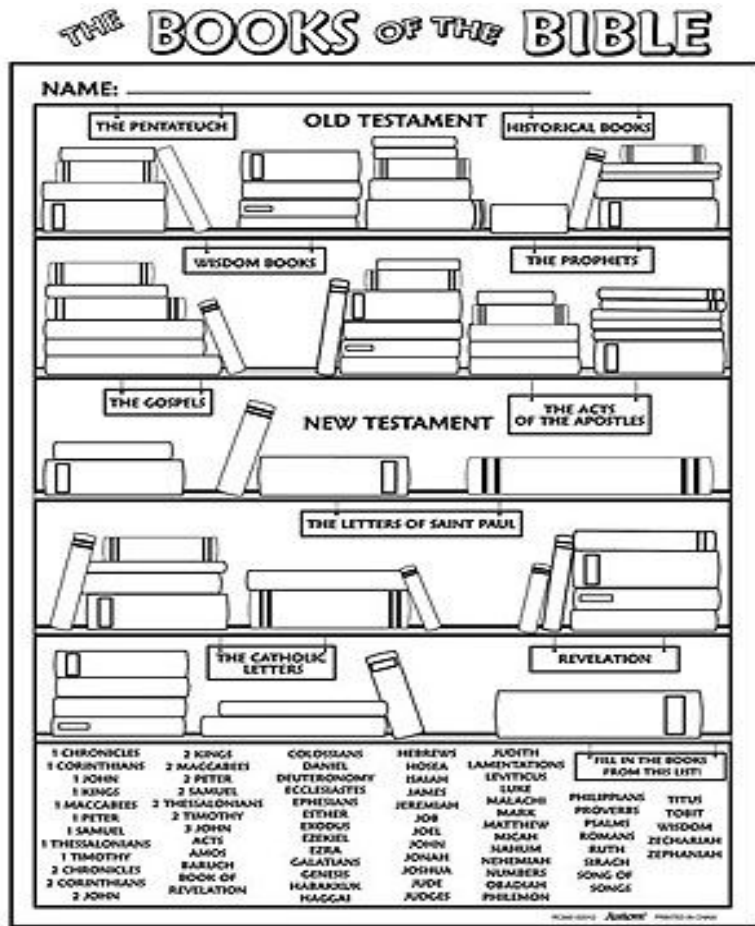 THE BOOKS OF THE BIBLE
NAME:
THE PENTATEUCH
OLD TESTAMENT
HISTORICAL BOOKS
WISDOM BOOKS
THE PROPHETS
THE GOSPELS
NEW TESTAMENT
THE ACTS
OF THE APOSTLES
THE LETTERS OF SAINT PAUL
THE CATHOLIC
LETTERS
REVELATION
1 CHRONICLES
1 CORINTHIANS
1 JOHN
1 KINGS
1 MACCABEES
1 PETER
1 SAMUEL
1 THESSALONIANS
1 TIMOTHY
2 CHRONICLES
2 CORINTHIANS
2 JOHN
2 KINGS
2 MACCABEES
2 PETER
2 SAMUEL
2 THESSALONIANS
2 TIMOTHY
3 JOHN
ACTS
AMOS
BARUCH
BOOK OF
REVELATION
COLOSSIANS
DANIEL
DEUTERONOMY
ECCLESIASTES
EPHESIANS
ESTHER
EXODUS
EZEKIEL
EZRA
GALATIANS
GENESIS
HABAKKUK
HAGGAI
HEBREWS
HOSEA
ISAIAH
JAMES
JEREMIAH
JOB
JOEL
JOHN
JONAH
JOSHUA
JUDE
JUDGES
JUDITH
LAMENTATIONS
LEVITICUS
LUKE
MALACHI
MARK
MATTHEW
MICAH
NAHUM
NEHEMIAH
NUMBERS
OBADIAH
PHILEMON
FILL IN THE BOOKS
FROM THIS LIST!
PHILIPPIANS
PROVERBS
PSALMS
ROMANS
RUTH
SIRACH
SONG OF
SONGS
TITUS
TOBIT
WISDOM
ZECHARIAH
ZEPHANIAH
PRINTED IN CHINA